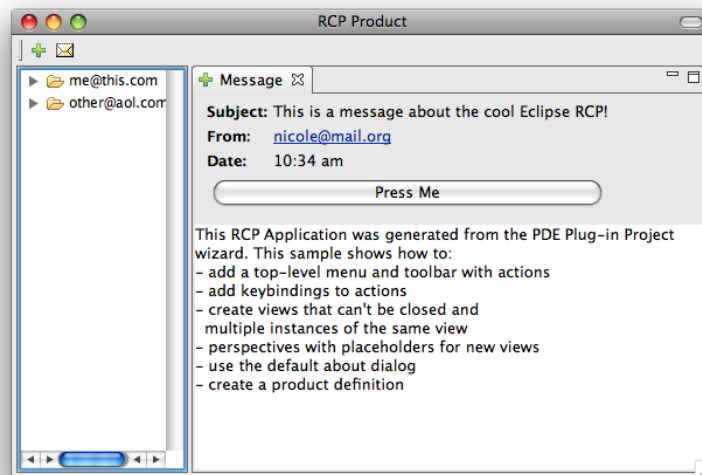 RCP Product
me@this.com
other@aol.com
Message
Subject: This is a message about the cool Eclipse RCP!
From: nicole@mail.org
Date: 10:34 am
Press Me
This RCP Application was generated from the PDE Plug-in Project
wizard. This sample shows how to:
- add a top-level menu and toolbar with actions
- add keybindings to actions
- create views that can't be closed and
  multiple instances of the same view
- perspectives with placeholders for new views
- use the default about dialog
- create a product definition